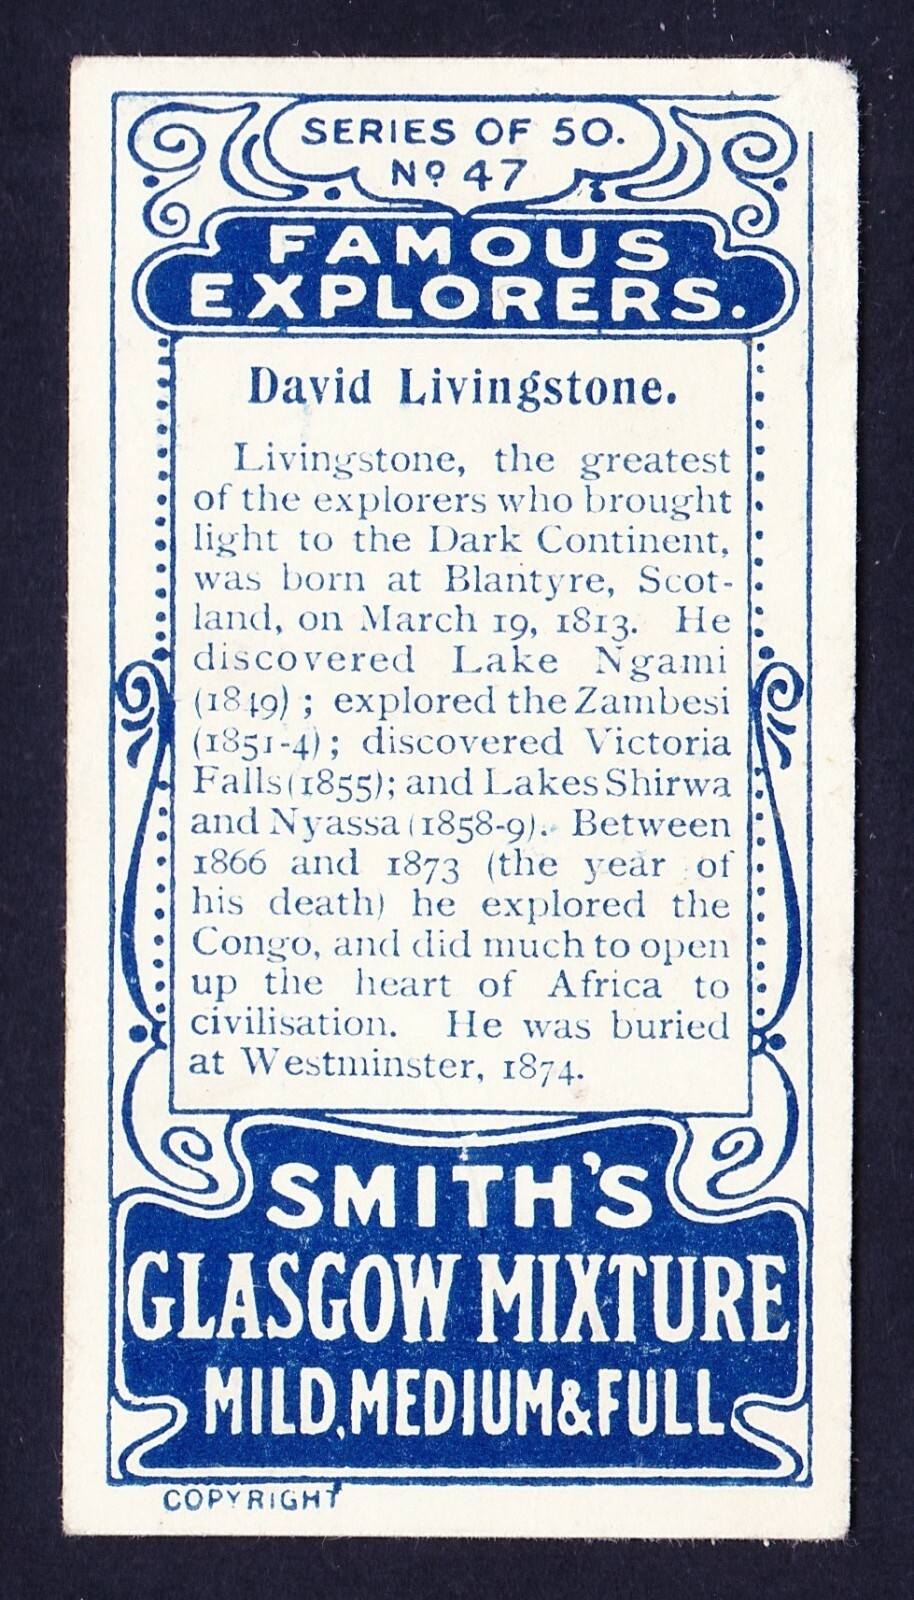 SERIES OF 50.
Nº 47
FAMOUS
EXPLORERS.
David Livingstone.
Livingstone, the greatest
of the explorers who brought
light to the Dark Continent,
was born at Blantyre, Scot-
land, on March 19, 1813. He
discovered Lake Ngami
(1849); explored the Zambesi
(1851-4); discovered Victoria
Falls (1855); and Lakes Shirwa
and Nyassa (1858-9). Between
1866 and 1873 (the year of
his death) he explored the
Congo, and did much to open
up the heart of Africa to
civilisation. He was buried
at Westminster, 1874.
SMITH'S
GLASGOW MIXTURE
MILD, MEDIUM & FULL
COPYRIGHT